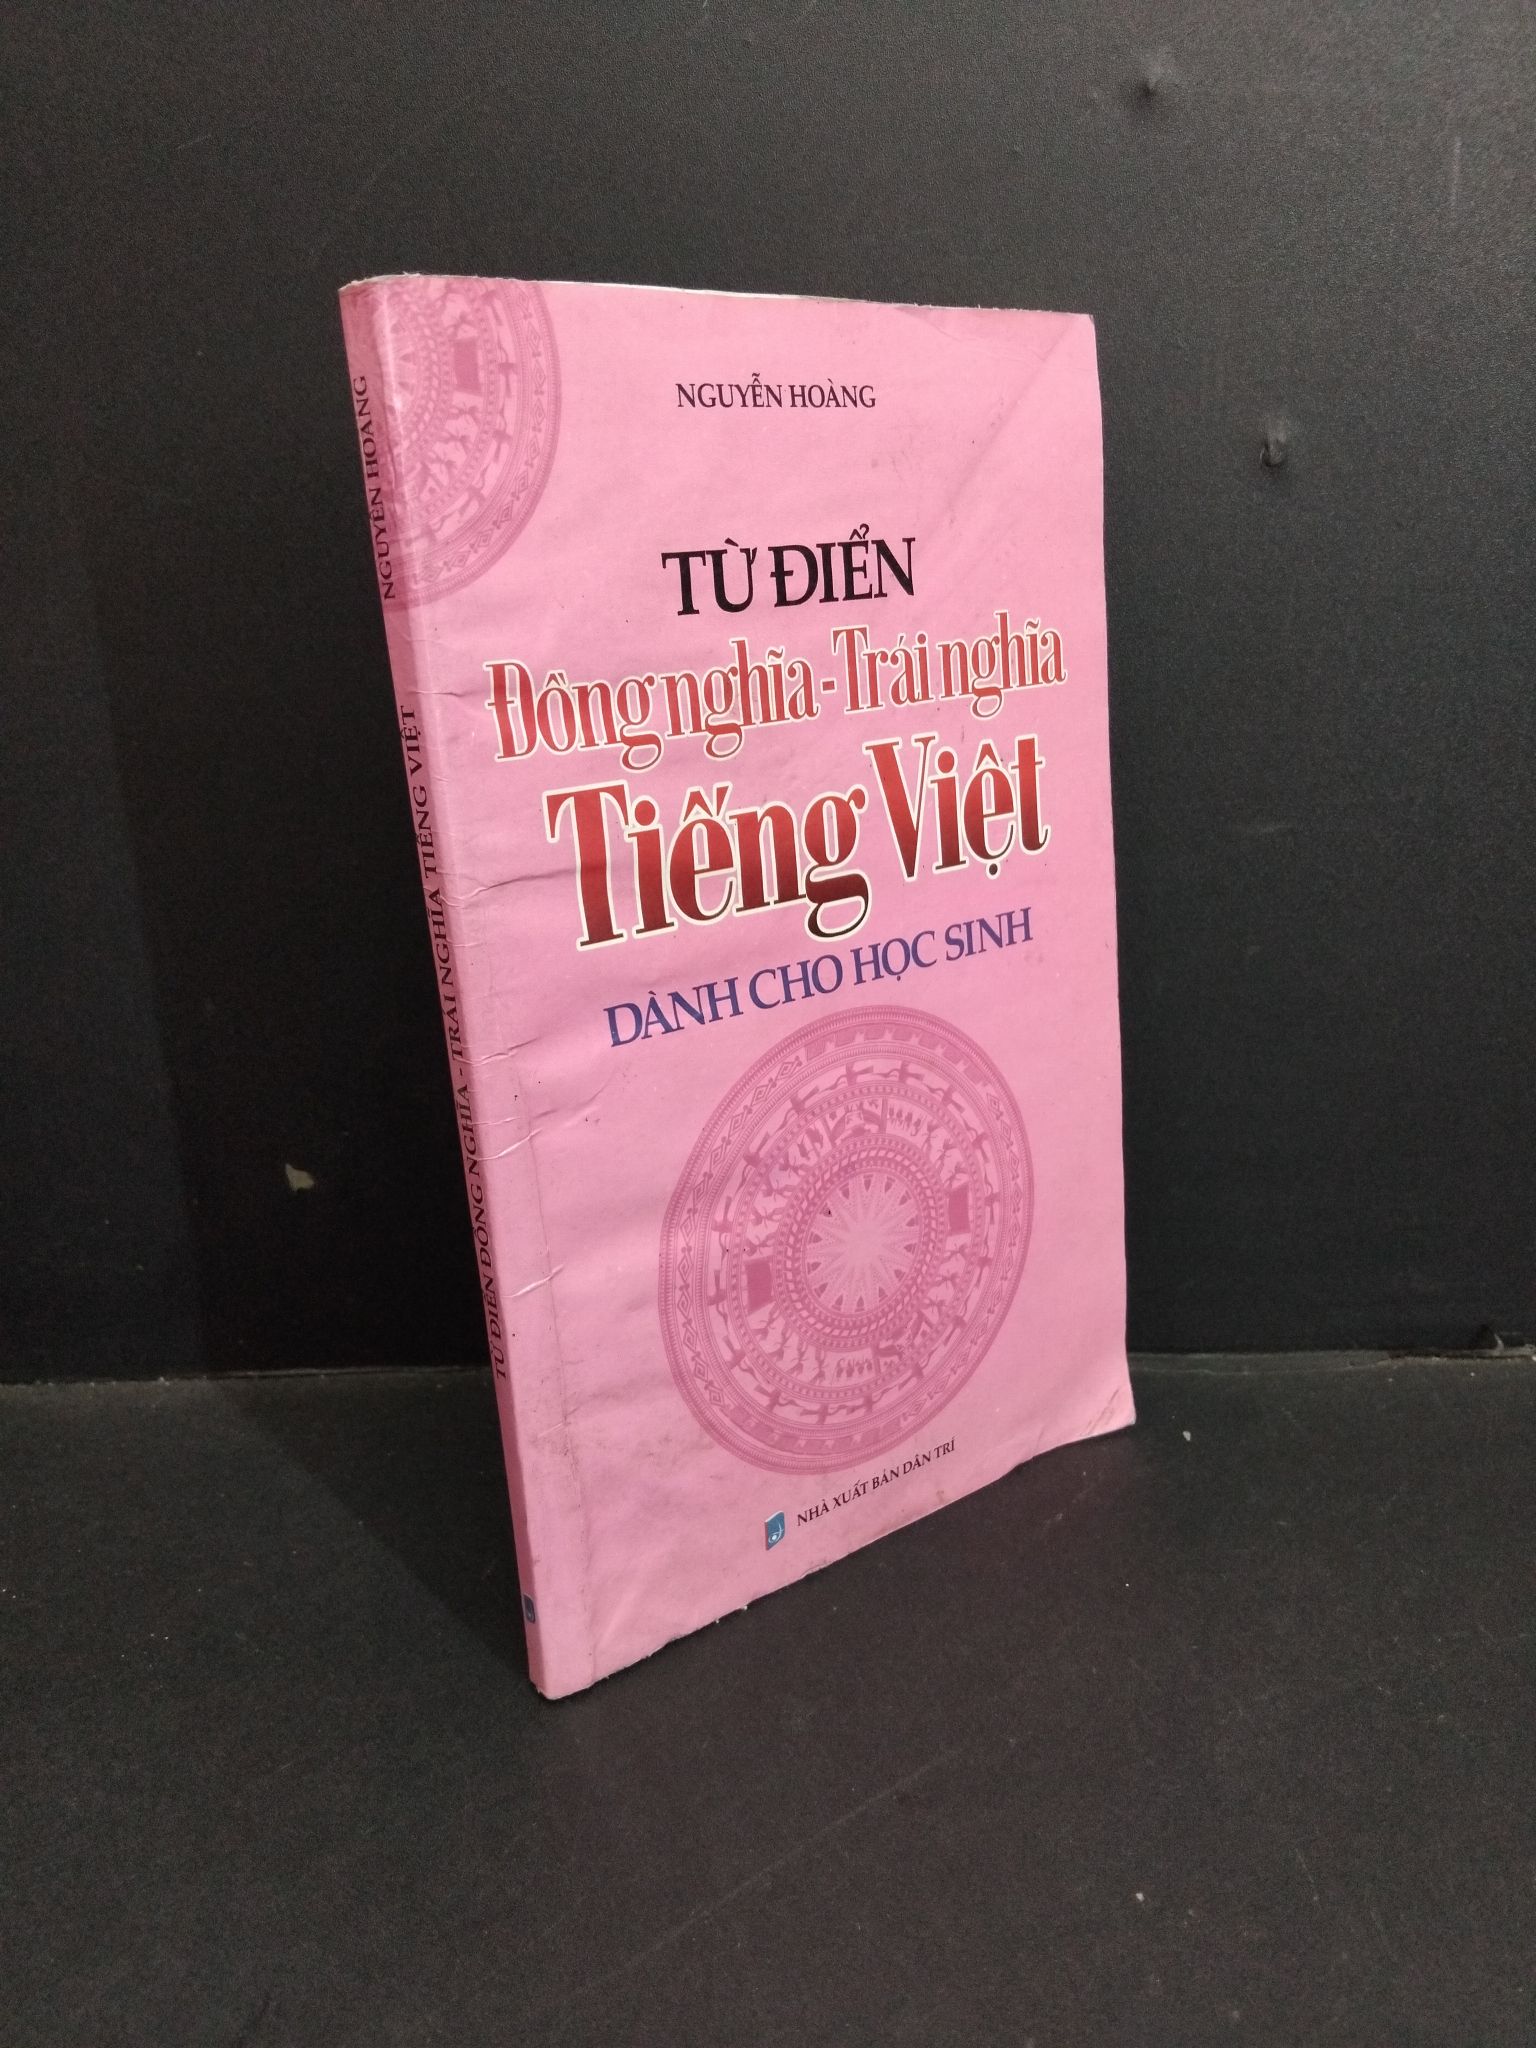 NGUYỄN HOÀNG
TỪ ĐIỂN
Đồng nghĩa - Trái nghĩa
Tiếng Việt
DÀNH CHO HỌC SINH
NHÀ XUẤT BẢN DÂN TRÍ
NGUYỄN HOÀNG
TỪ ĐIỂN ĐỒNG NGHĨA - TRÁI NGHĨA TIẾNG VIỆT